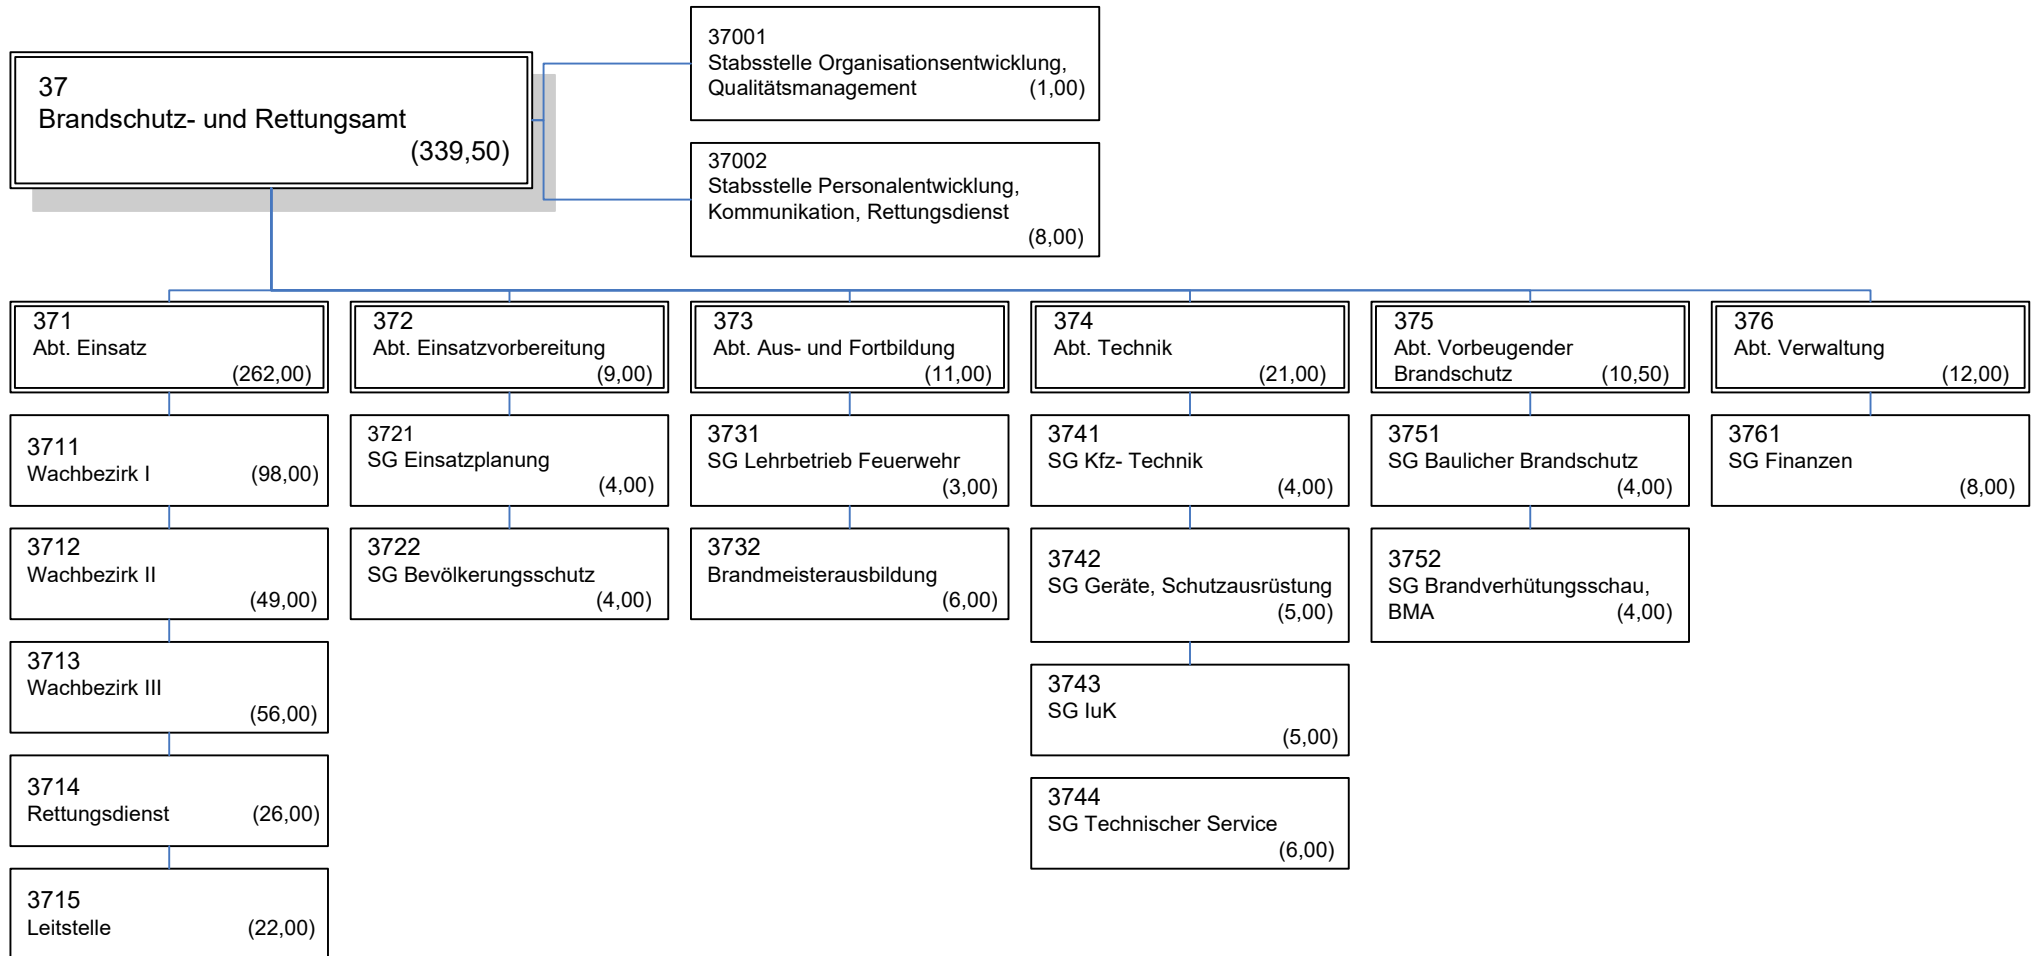 37
Brandschutz- und Rettungsamt
(339,50)
37001
Stabsstelle Organisationsentwicklung,
Qualitätsmanagement (1,00)
37002
Stabsstelle Personalentwicklung,
Kommunikation, Rettungsdienst
(8,00)
371
Abt. Einsatz
(262,00)
3711
Wachbezirk I (98,00)
3712
Wachbezirk II
(49,00)
3713
Wachbezirk III
(56,00)
3714
Rettungsdienst (26,00)
3715
Leitstelle (22,00)
372
Abt. Einsatzvorbereitung
(9,00)
3721
SG Einsatzplanung
(4,00)
3722
SG Bevölkerungsschutz
(4,00)
373
Abt. Aus- und Fortbildung
(11,00)
3731
SG Lehrbetrieb Feuerwehr
(3,00)
3732
Brandmeisterausbildung
(6,00)
374
Abt. Technik
(21,00)
3741
SG Kfz- Technik
(4,00)
3742
SG Geräte, Schutzausrüstung
(5,00)
3743
SG IuK
(5,00)
3744
SG Technischer Service
(6,00)
375
Abt. Vorbeugender
Brandschutz (10,50)
3751
SG Baulicher Brandschutz
(4,00)
3752
SG Brandverhütungsschau,
BMA (4,00)
376
Abt. Verwaltung
(12,00)
3761
SG Finanzen
(8,00)